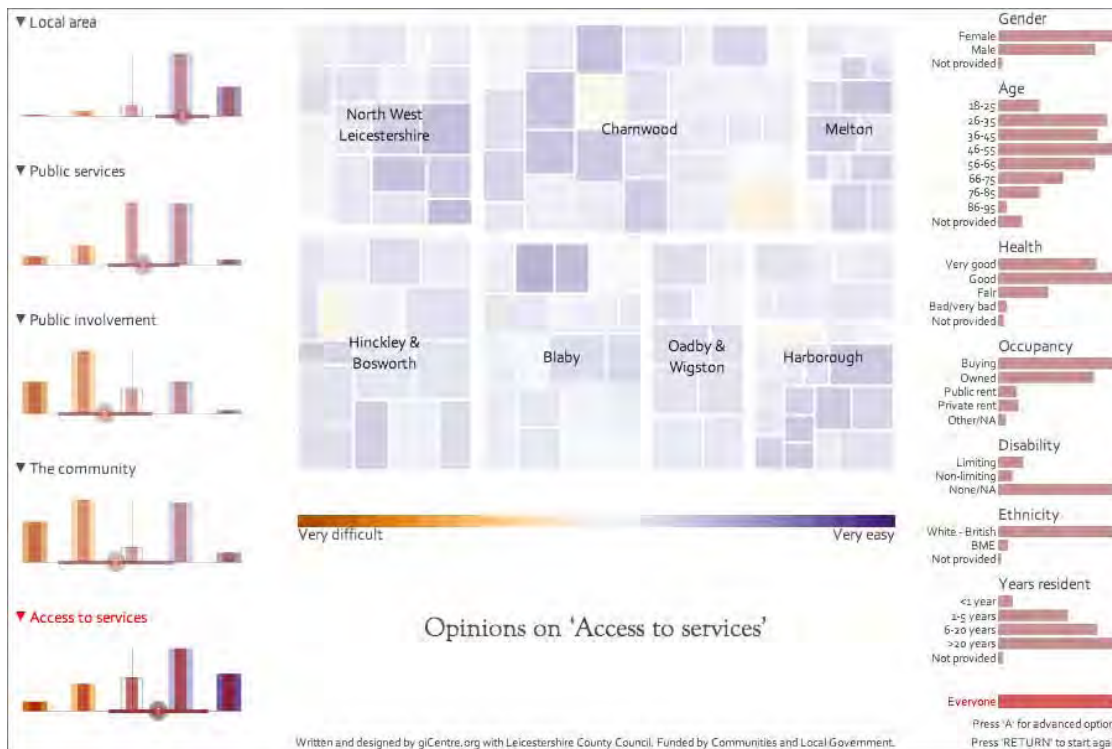 ▼ Local area
▼ Public services
▼ Public involvement
▼ The community
▼ Access to services
North West
Leicestershire
Charnwood
Melton
Hinckley &
Bosworth
Blaby
Oadby &
Wigston
Harborough
Very difficult
Very easy
Opinions on ‘Access to services’
Written and designed by giCentre.org with Leicestershire County Council. Funded by Communities and Local Government.
Gender
Female
Male
Not provided
Age
18-25
26-35
36-45
46-55
56-65
66-75
76-85
86-95
Not provided
Health
Very good
Good
Fair
Bad/very bad
Not provided
Occupancy
Buying
Owned
Public rent
Private rent
Other/NA
Disability
Limiting
Non-limiting
None/NA
Ethnicity
White - British
BME
Not provided
Years resident
<1 year
1-5 years
6-20 years
>20 years
Not provided
Everyone
Press 'A' for advanced option
Press 'RETURN' to start aga